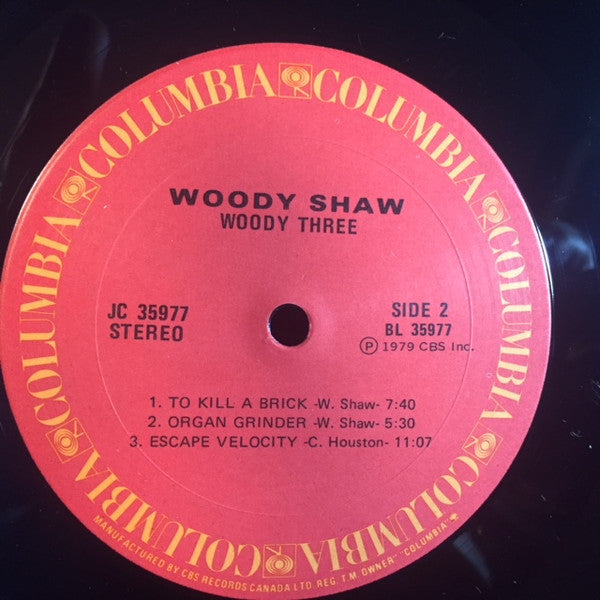 COLUMBIA COLUMBIA COLUMBIA COLUMBIA COLUMBIA COLUMBIA
WOODY SHAW
WOODY THREE
JC 35977
STEREO
SIDE 2
BL 35977
Ⓟ 1979 CBS Inc.
1. TO KILL A BRICK -W. Shaw- 7:40
2. ORGAN GRINDER -W. Shaw- 5:30
3. ESCAPE VELOCITY -C. Houston- 11:07
MANUFACTURED BY CBS RECORDS CANADA LTD. REG. T.M. OWNER "COLUMBIA"